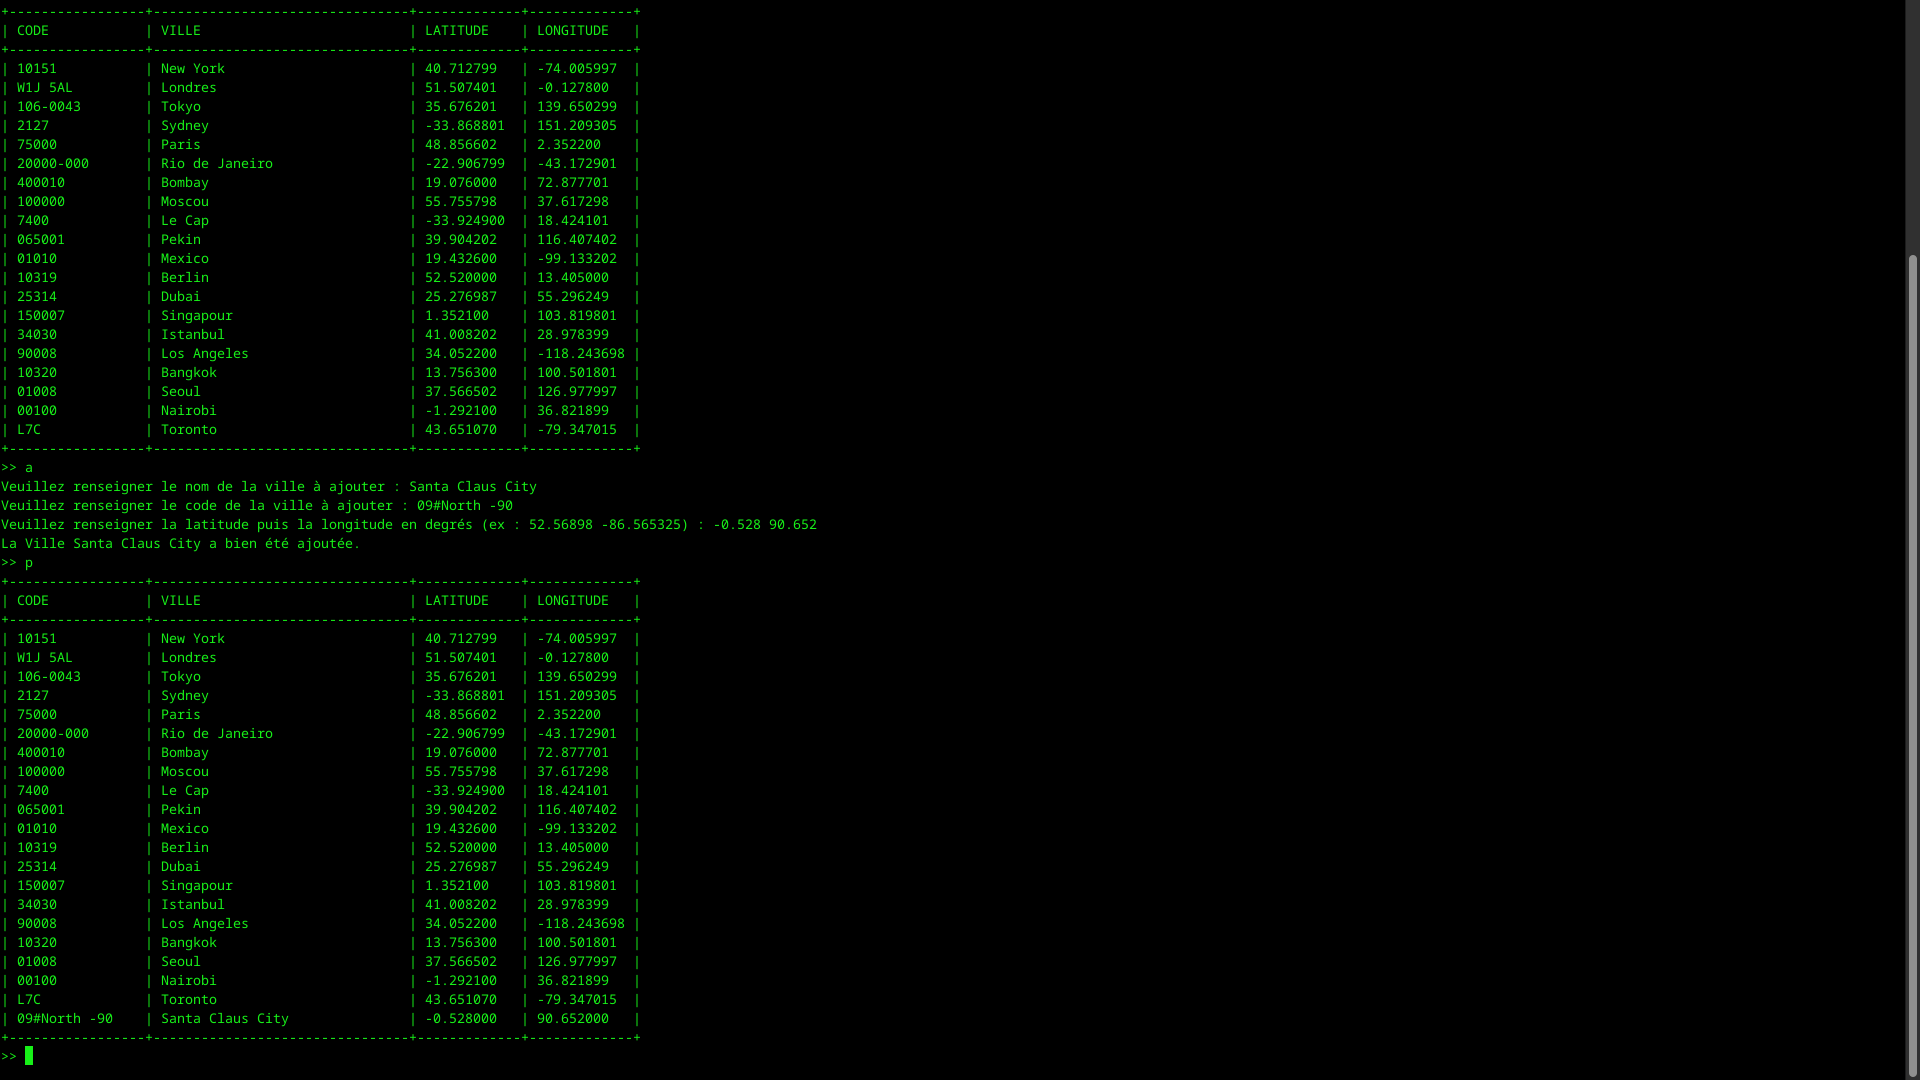 +-----------------+--------------------------------+-------------+-------------+
| CODE            | VILLE                          | LATITUDE    | LONGITUDE   |
+-----------------+--------------------------------+-------------+-------------+
| 10151           | New York                       | 40.712799   | -74.005997  |
| W1J 5AL         | Londres                        | 51.507401   | -0.127800   |
| 106-0043        | Tokyo                          | 35.676201   | 139.650299  |
| 2127            | Sydney                         | -33.868801  | 151.209305  |
| 75000           | Paris                          | 48.856602   | 2.352200    |
| 20000-000       | Rio de Janeiro                 | -22.906799  | -43.172901  |
| 400010          | Bombay                         | 19.076000   | 72.877701   |
| 100000          | Moscou                         | 55.755798   | 37.617298   |
| 7400            | Le Cap                         | -33.924900  | 18.424101   |
| 065001          | Pekin                          | 39.904202   | 116.407402  |
| 01010           | Mexico                         | 19.432600   | -99.133202  |
| 10319           | Berlin                         | 52.520000   | 13.405000   |
| 25314           | Dubai                          | 25.276987   | 55.296249   |
| 150007          | Singapour                      | 1.352100    | 103.819801  |
| 34030           | Istanbul                       | 41.008202   | 28.978399   |
| 90008           | Los Angeles                    | 34.052200   | -118.243698 |
| 10320           | Bangkok                        | 13.756300   | 100.501801  |
| 01008           | Seoul                          | 37.566502   | 126.977997  |
| 00100           | Nairobi                        | -1.292100   | 36.821899   |
| L7C             | Toronto                        | 43.651070   | -79.347015  |
+-----------------+--------------------------------+-------------+-------------+
>> a
Veuillez renseigner le nom de la ville à ajouter : Santa Claus City
Veuillez renseigner le code de la ville à ajouter : 09#North -90
Veuillez renseigner la latitude puis la longitude en degrés (ex : 52.56898 -86.565325) : -0.528 90.652
La Ville Santa Claus City a bien été ajoutée.
>> p
+-----------------+--------------------------------+-------------+-------------+
| CODE            | VILLE                          | LATITUDE    | LONGITUDE   |
+-----------------+--------------------------------+-------------+-------------+
| 10151           | New York                       | 40.712799   | -74.005997  |
| W1J 5AL         | Londres                        | 51.507401   | -0.127800   |
| 106-0043        | Tokyo                          | 35.676201   | 139.650299  |
| 2127            | Sydney                         | -33.868801  | 151.209305  |
| 75000           | Paris                          | 48.856602   | 2.352200    |
| 20000-000       | Rio de Janeiro                 | -22.906799  | -43.172901  |
| 400010          | Bombay                         | 19.076000   | 72.877701   |
| 100000          | Moscou                         | 55.755798   | 37.617298   |
| 7400            | Le Cap                         | -33.924900  | 18.424101   |
| 065001          | Pekin                          | 39.904202   | 116.407402  |
| 01010           | Mexico                         | 19.432600   | -99.133202  |
| 10319           | Berlin                         | 52.520000   | 13.405000   |
| 25314           | Dubai                          | 25.276987   | 55.296249   |
| 150007          | Singapour                      | 1.352100    | 103.819801  |
| 34030           | Istanbul                       | 41.008202   | 28.978399   |
| 90008           | Los Angeles                    | 34.052200   | -118.243698 |
| 10320           | Bangkok                        | 13.756300   | 100.501801  |
| 01008           | Seoul                          | 37.566502   | 126.977997  |
| 00100           | Nairobi                        | -1.292100   | 36.821899   |
| L7C             | Toronto                        | 43.651070   | -79.347015  |
| 09#North -90    | Santa Claus City               | -0.528000   | 90.652000   |
+-----------------+--------------------------------+-------------+-------------+
>>